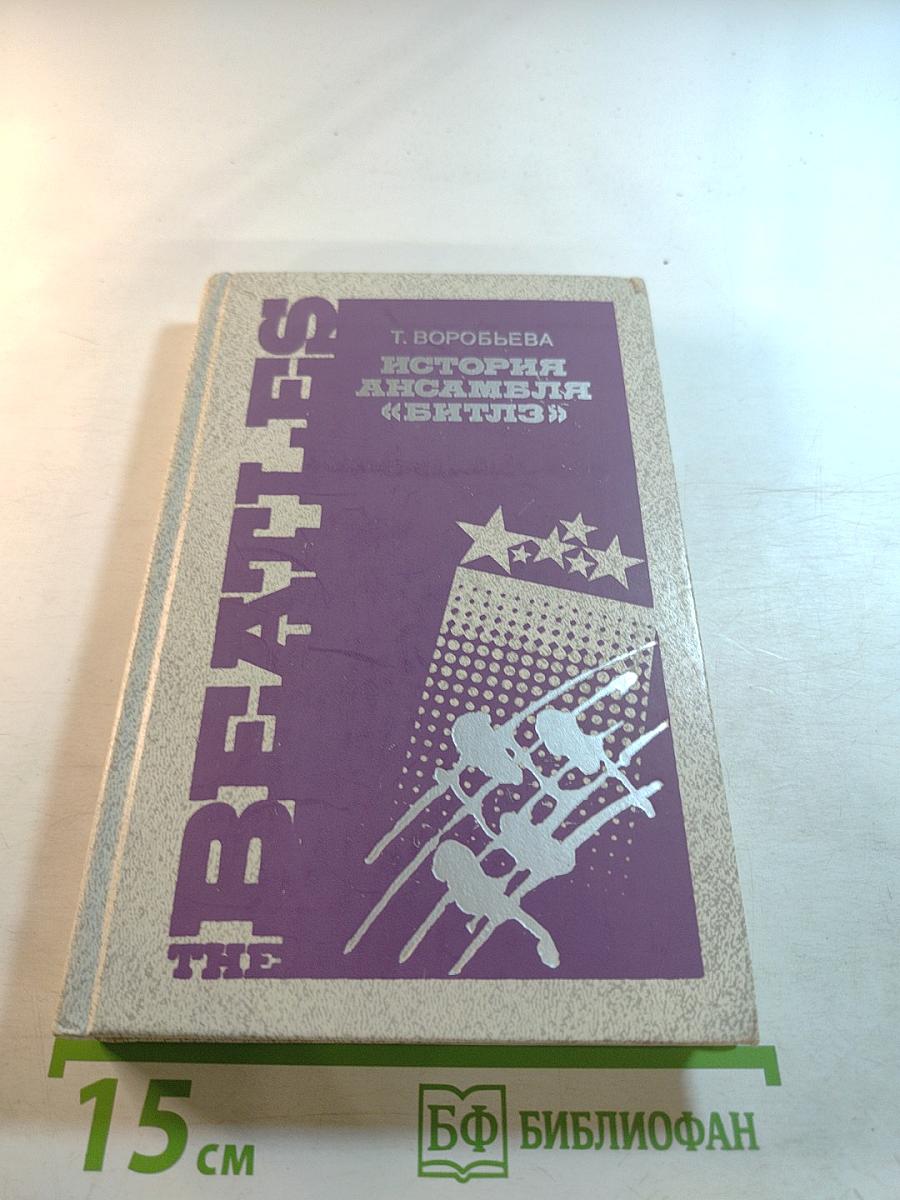 Т. ВОРОБЬЕВА
ИСТОРИЯ
АНСАМБЛЯ
«БИТЛЗ»
THE BEATLES
15 см
БФ БИБЛИОФАН